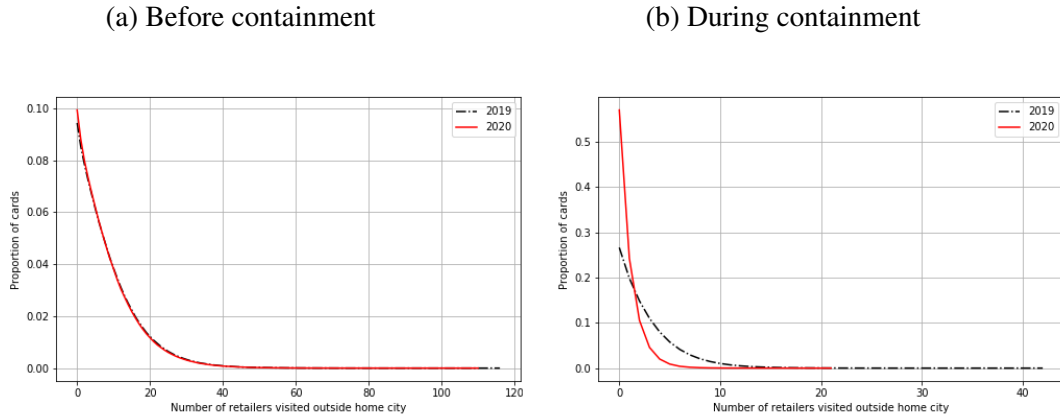 (a) Before containment
(b) During containment
0.10
0.08
0.06
0.04
0.02
0.00
Proportion of cards
2019
2020
0 20 40 60 80 100 120
Number of retailers visited outside home city
0.5
0.4
0.3
0.2
0.1
0.0
Proportion of cards
2019
2020
0 10 20 30 40
Number of retailers visited outside home city